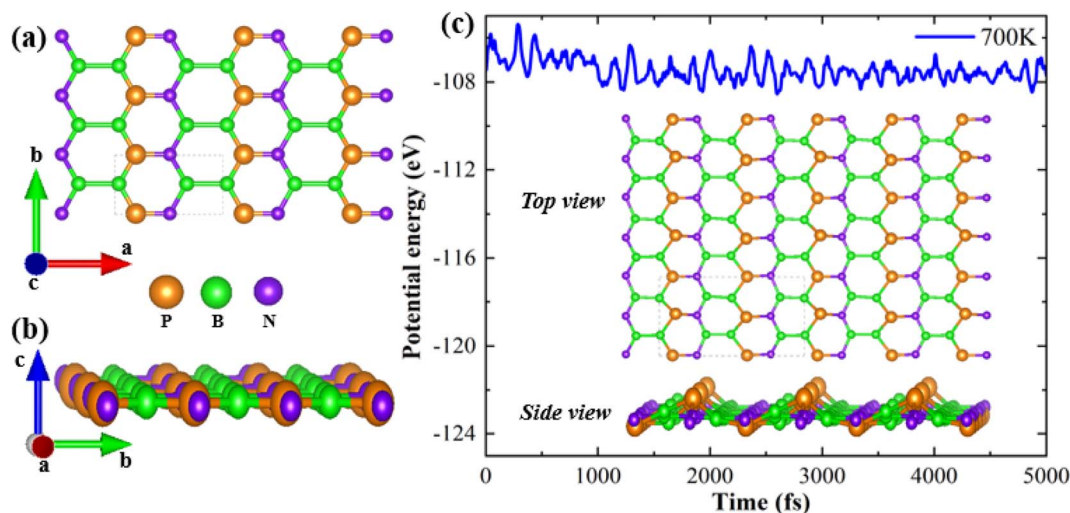 (a)
b
a
c
P B N
(b)
c
a
b
(c)
700K
-108
-112
-116
-120
-124
Potential energy (eV)
Top view
Side view
0 1000 2000 3000 4000 5000
Time (fs)